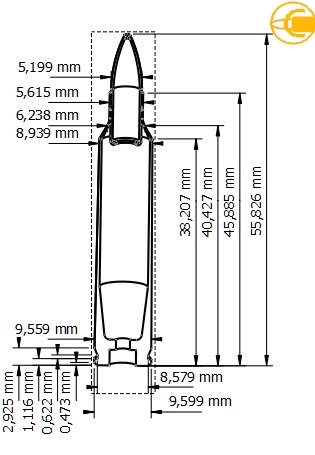 5,199 mm
5,615 mm
6,238 mm
8,939 mm
38,207 mm
40,427 mm
45,885 mm
55,826 mm
9,559 mm
8,579 mm
9,599 mm
2,925 mm
1,116 mm
0,622 mm
0,473 mm